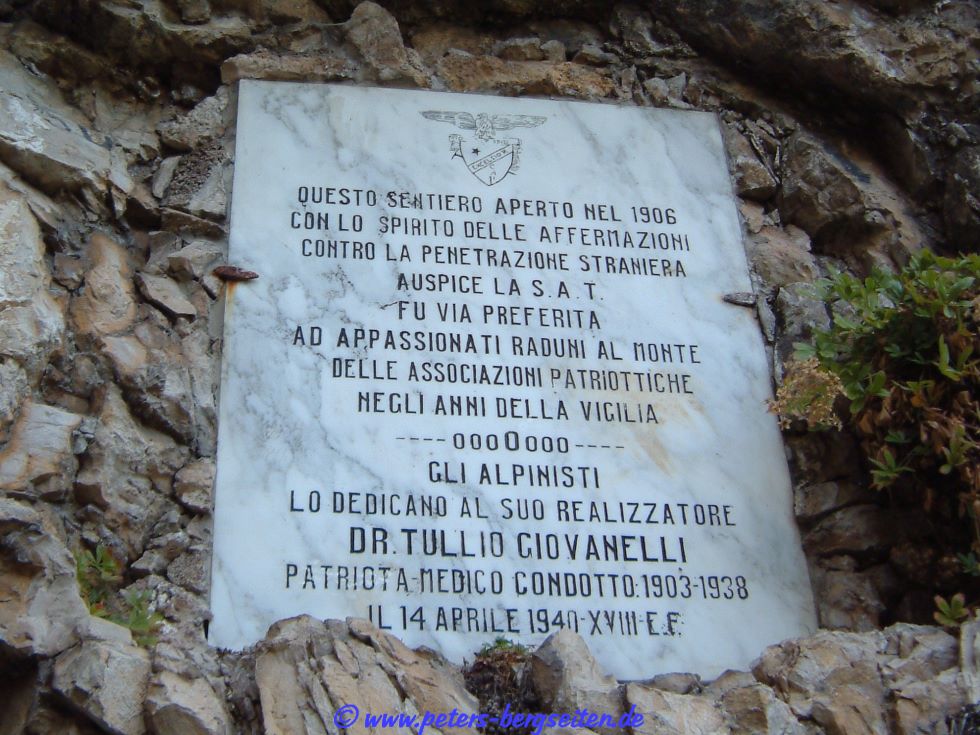 EXCELSIOR
QUESTO SENTIERO APERTO NEL 1906
CON LO SPIRITO DELLE AFFERMAZIONI
CONTRO LA PENETRAZIONE STRANIERA
AUSPICE LA S.A.T.
FU VIA PREFERITA
AD APPASSIONATI RADUNI AL MONTE
DELLE ASSOCIAZIONI PATRIOTTICHE
NEGLI ANNI DELLA VIGILIA
----oooOooo----
GLI ALPINISTI
LO DEDICANO AL SUO REALIZZATORE
DR. TULLIO GIOVANELLI
PATRIOTA-MEDICO CONDOTTO:1903-1938
IL 14 APRILE 1940-XVIII-E.F.
© www.peters-bergseiten.de